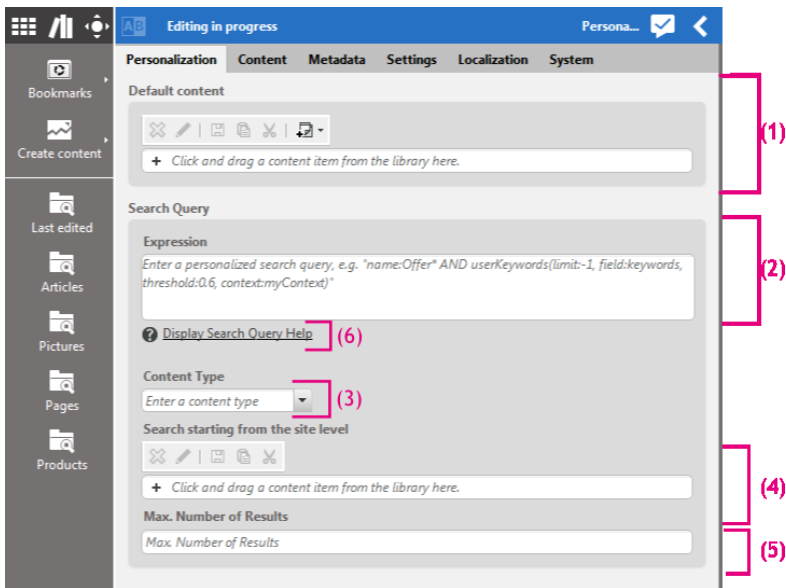 AB Editing in progress Persona...
Personalization Content Metadata Settings Localization System
Bookmarks
Create content
Last edited
Articles
Pictures
Pages
Products
Default content
(1)
+ Click and drag a content item from the library here.
Search Query
Expression
(2)
Enter a personalized search query, e.g. "name:Offer* AND userKeywords(limit:-1, field:keywords,
threshold:0.6, context:myContext)"
? Display Search Query Help (6)
Content Type
Enter a content type (3)
Search starting from the site level
+ Click and drag a content item from the library here. (4)
Max. Number of Results
Max. Number of Results (5)